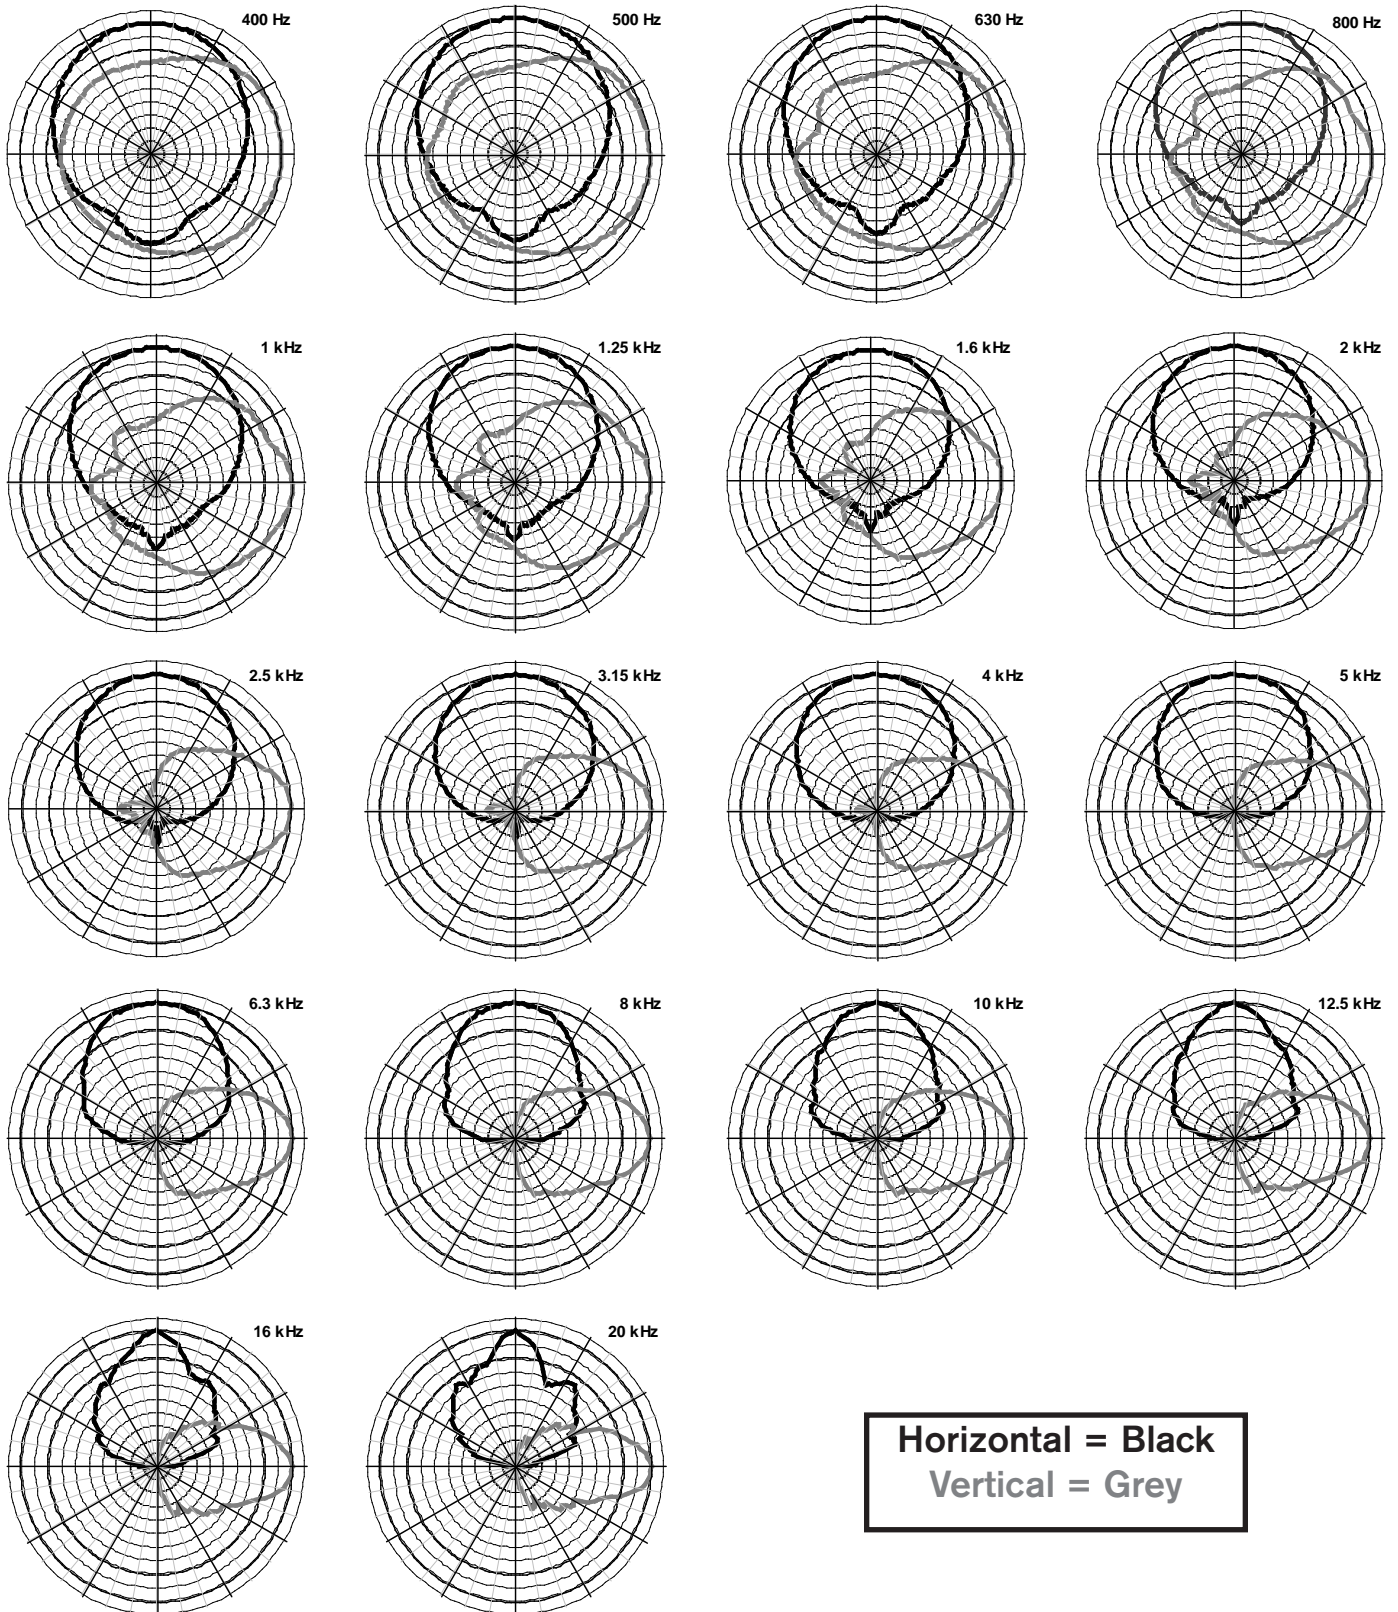 400 Hz
500 Hz
630 Hz
800 Hz
1 kHz
1.25 kHz
1.6 kHz
2 kHz
2.5 kHz
3.15 kHz
4 kHz
5 kHz
6.3 kHz
8 kHz
10 kHz
12.5 kHz
16 kHz
20 kHz
Horizontal = Black
Vertical = Grey